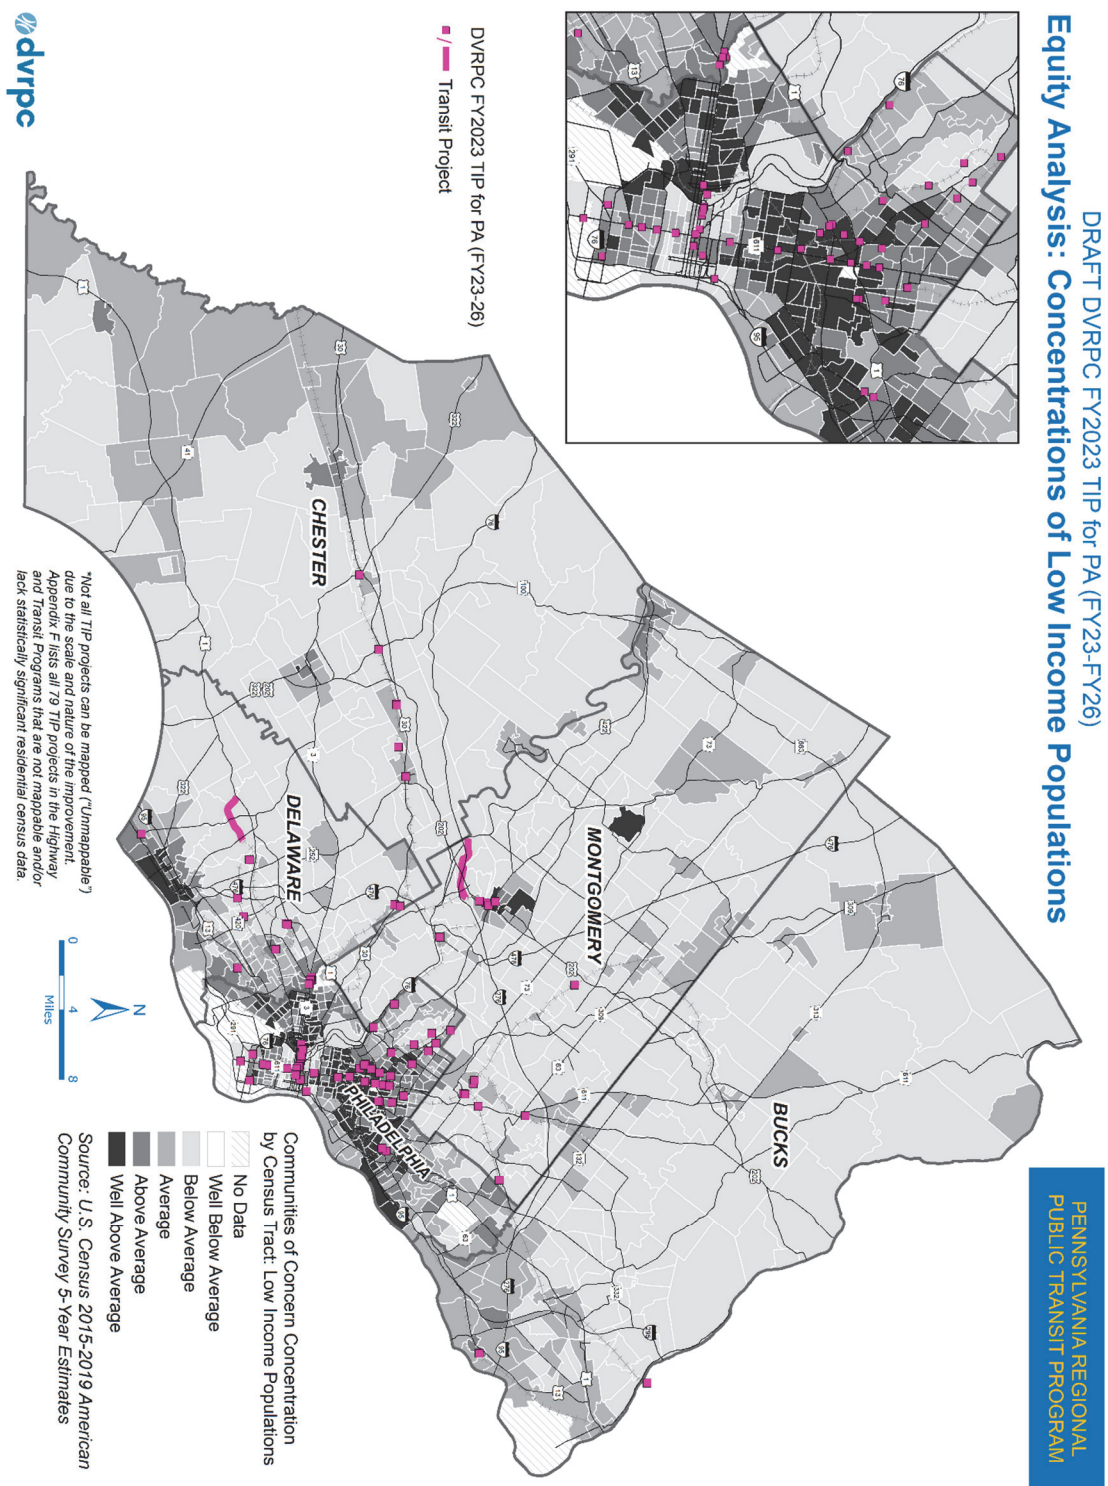 DRAFT DVRPC FY2023 TIP for PA (FY23-FY26)
Equity Analysis: Concentrations of Low Income Populations
PENNSYLVANIA REGIONAL
PUBLIC TRANSIT PROGRAM
DVRPC FY2023 TIP for PA (FY23-26)
Transit Project
CHESTER
DELAWARE
MONTGOMERY
BUCKS
PHILADELPHIA
*Not all TIP projects can be mapped ("Unmappable")
due to the scale and nature of the improvement.
Appendix F lists all 79 TIP projects in the Highway
and Transit Programs that are not mappable and/or
lack statistically significant residential census data.
N
0 4 8
Miles
Communities of Concern Concentration
by Census Tract: Low Income Populations
No Data
Well Below Average
Below Average
Average
Above Average
Well Above Average
Source: U.S. Census 2015-2019 American
Community Survey 5-Year Estimates
dvrpc